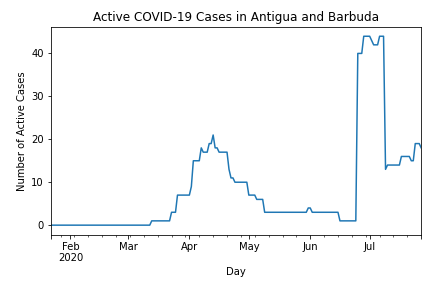 Active COVID-19 Cases in Antigua and Barbuda
Number of Active Cases
40
30
20
10
0
Feb Mar Apr May Jun Jul
2020
Day